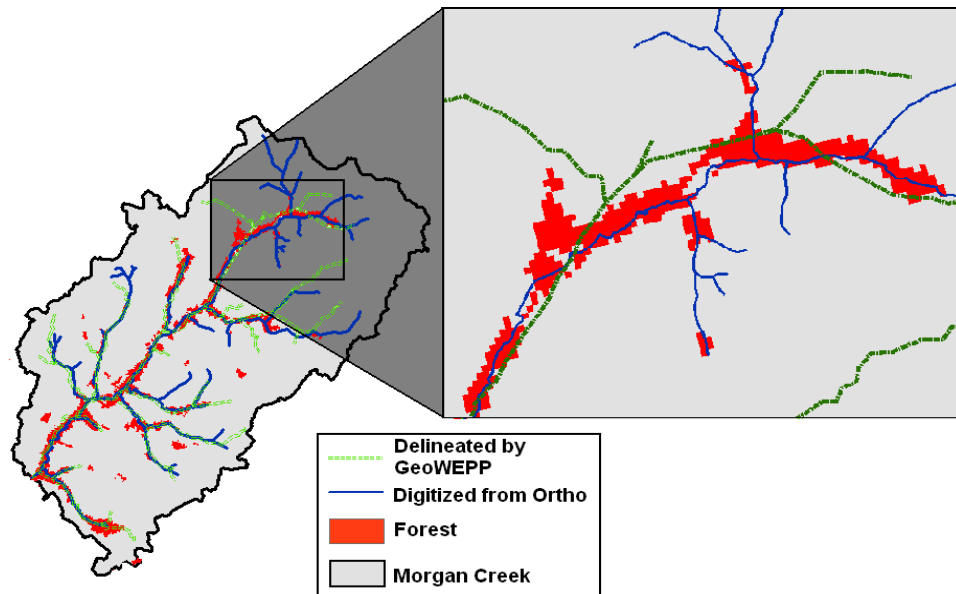 Delineated by
GeoWEPP
Digitized from Ortho
Forest
Morgan Creek